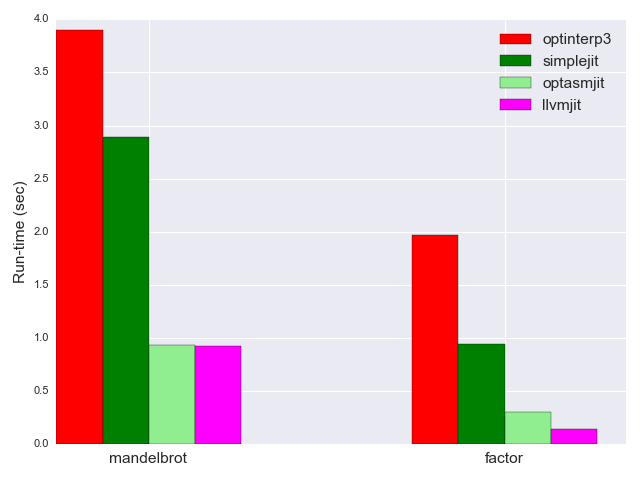 4.0
3.5
3.0
2.5
2.0
1.5
1.0
0.5
0.0
Run-time (sec)
optinterp3
simplejit
optasmjit
llvmjit
mandelbrot
factor